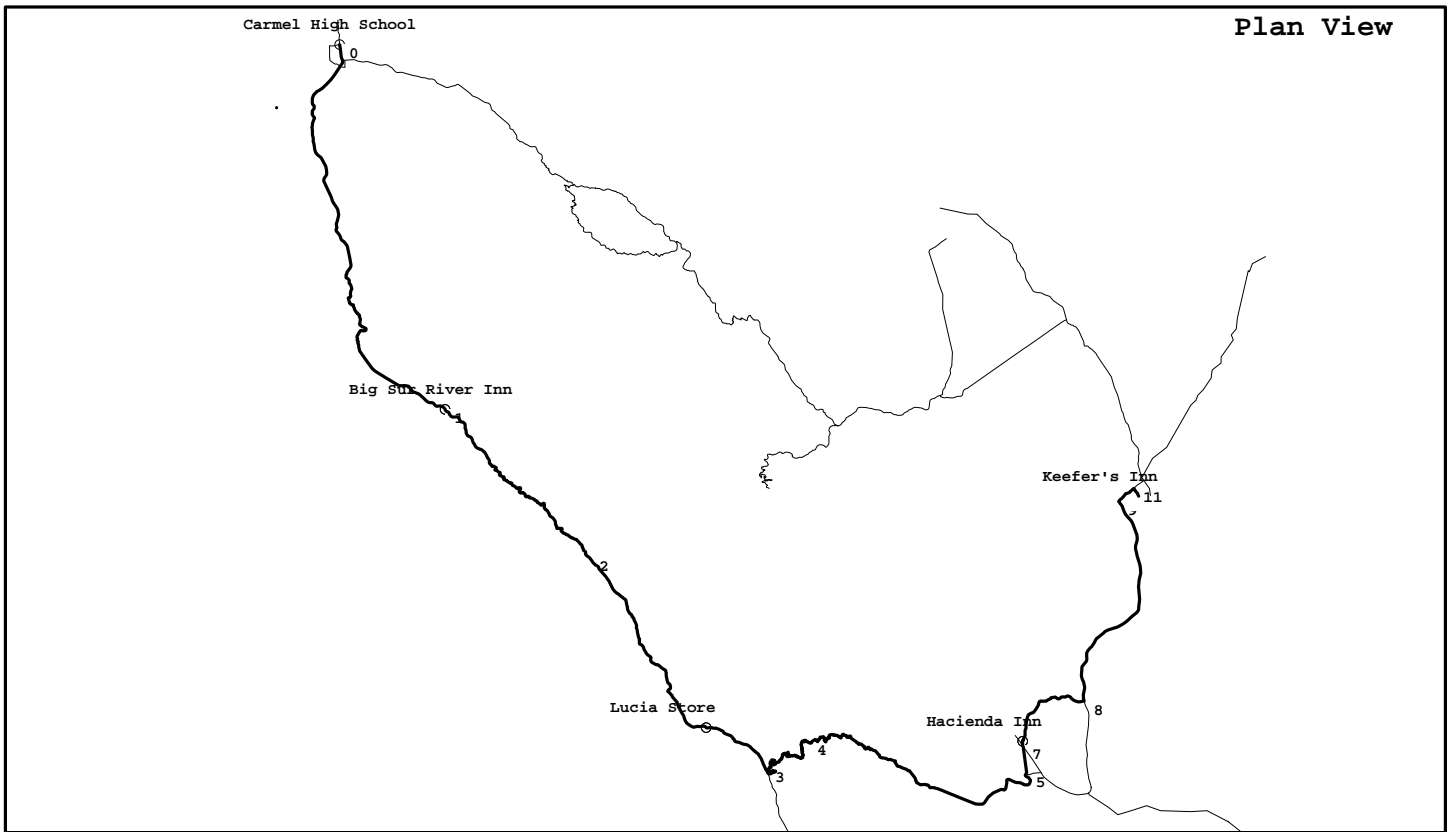 Carmel High School
Plan View
0
Big Sur River Inn
1
Keefer's Inn
11
2
Lucia Store
8
Hacienda Inn
4
7
3
5